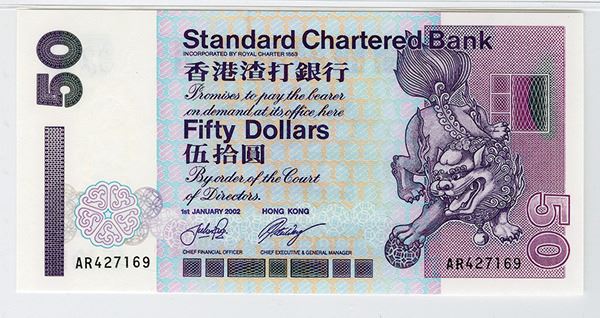 50
Standard Chartered Bank
INCORPORATED BY ROYAL CHARTER 1853
香港渣打銀行
Promises to pay the bearer
on demand at its office here
Fifty Dollars
伍拾圓
By order of the Court
of Directors.
1st JANUARY 2002 HONG KONG
CHIEF FINANCIAL OFFICER CHIEF EXECUTIVE & GENERAL MANAGER
AR427169
AR427169
50